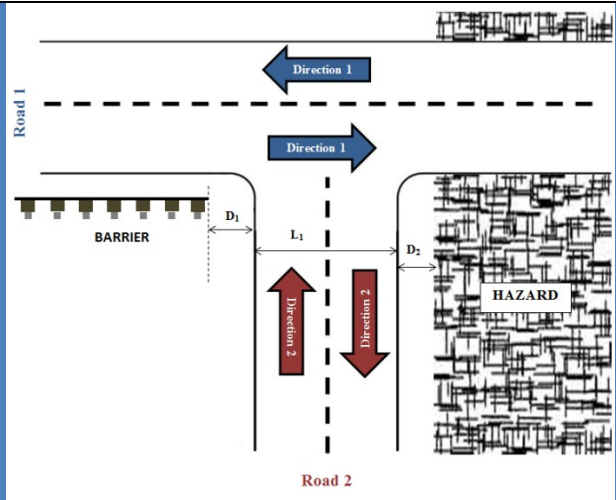 Direction 1
Road 1
Direction 1
BARRIER
D1
L1
D2
HAZARD
Direction 2
Direction 2
Road 2